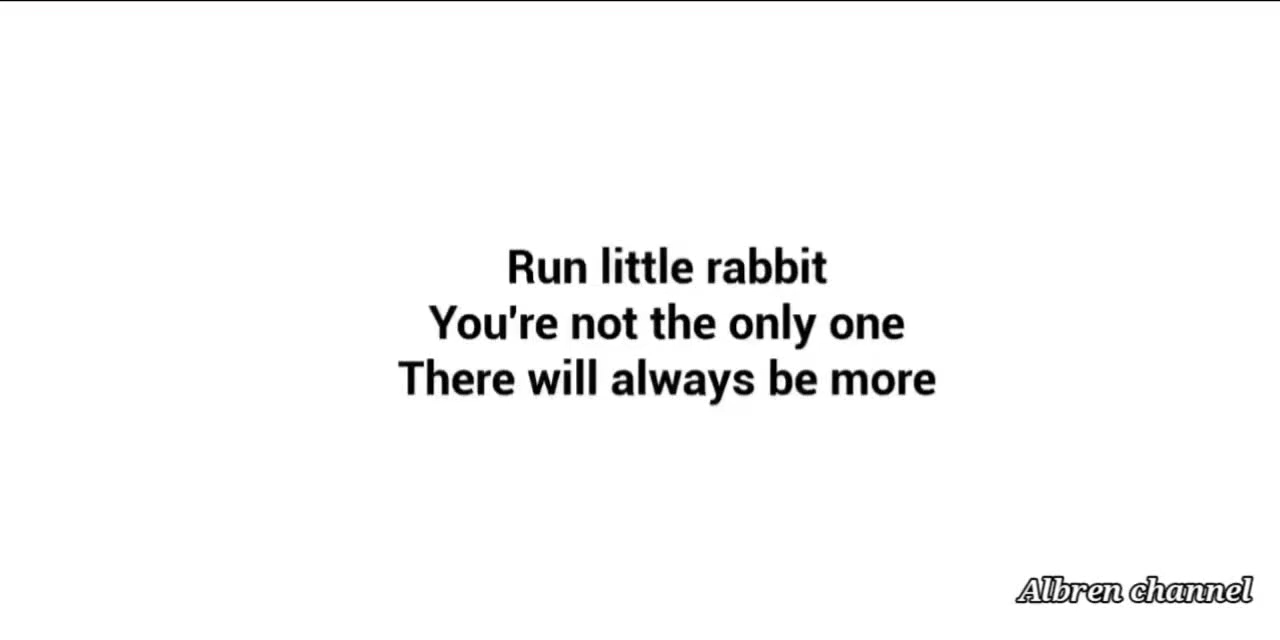 Run little rabbit
You're not the only one
There will always be more
Albren channel